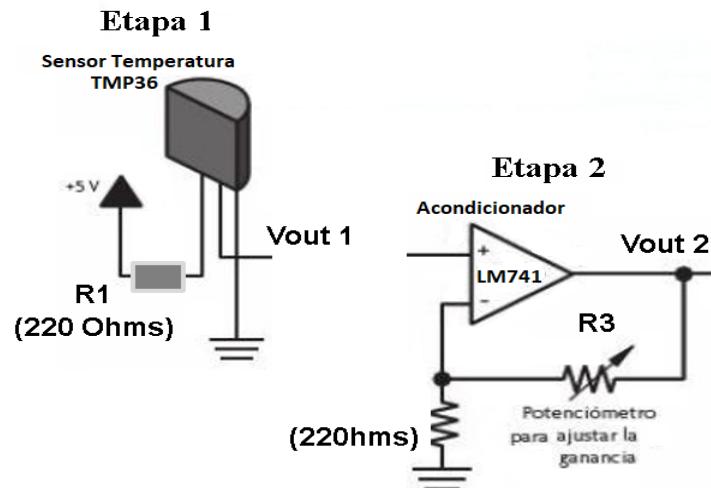 Etapa 1
Sensor Temperatura
TMP36
+5 V
Vout 1
R1
(220 Ohms)
Etapa 2
Acondicionador
Vout 2
+
LM741
−
R3
(220hms)
Potenciómetro
para ajustar la
ganancia